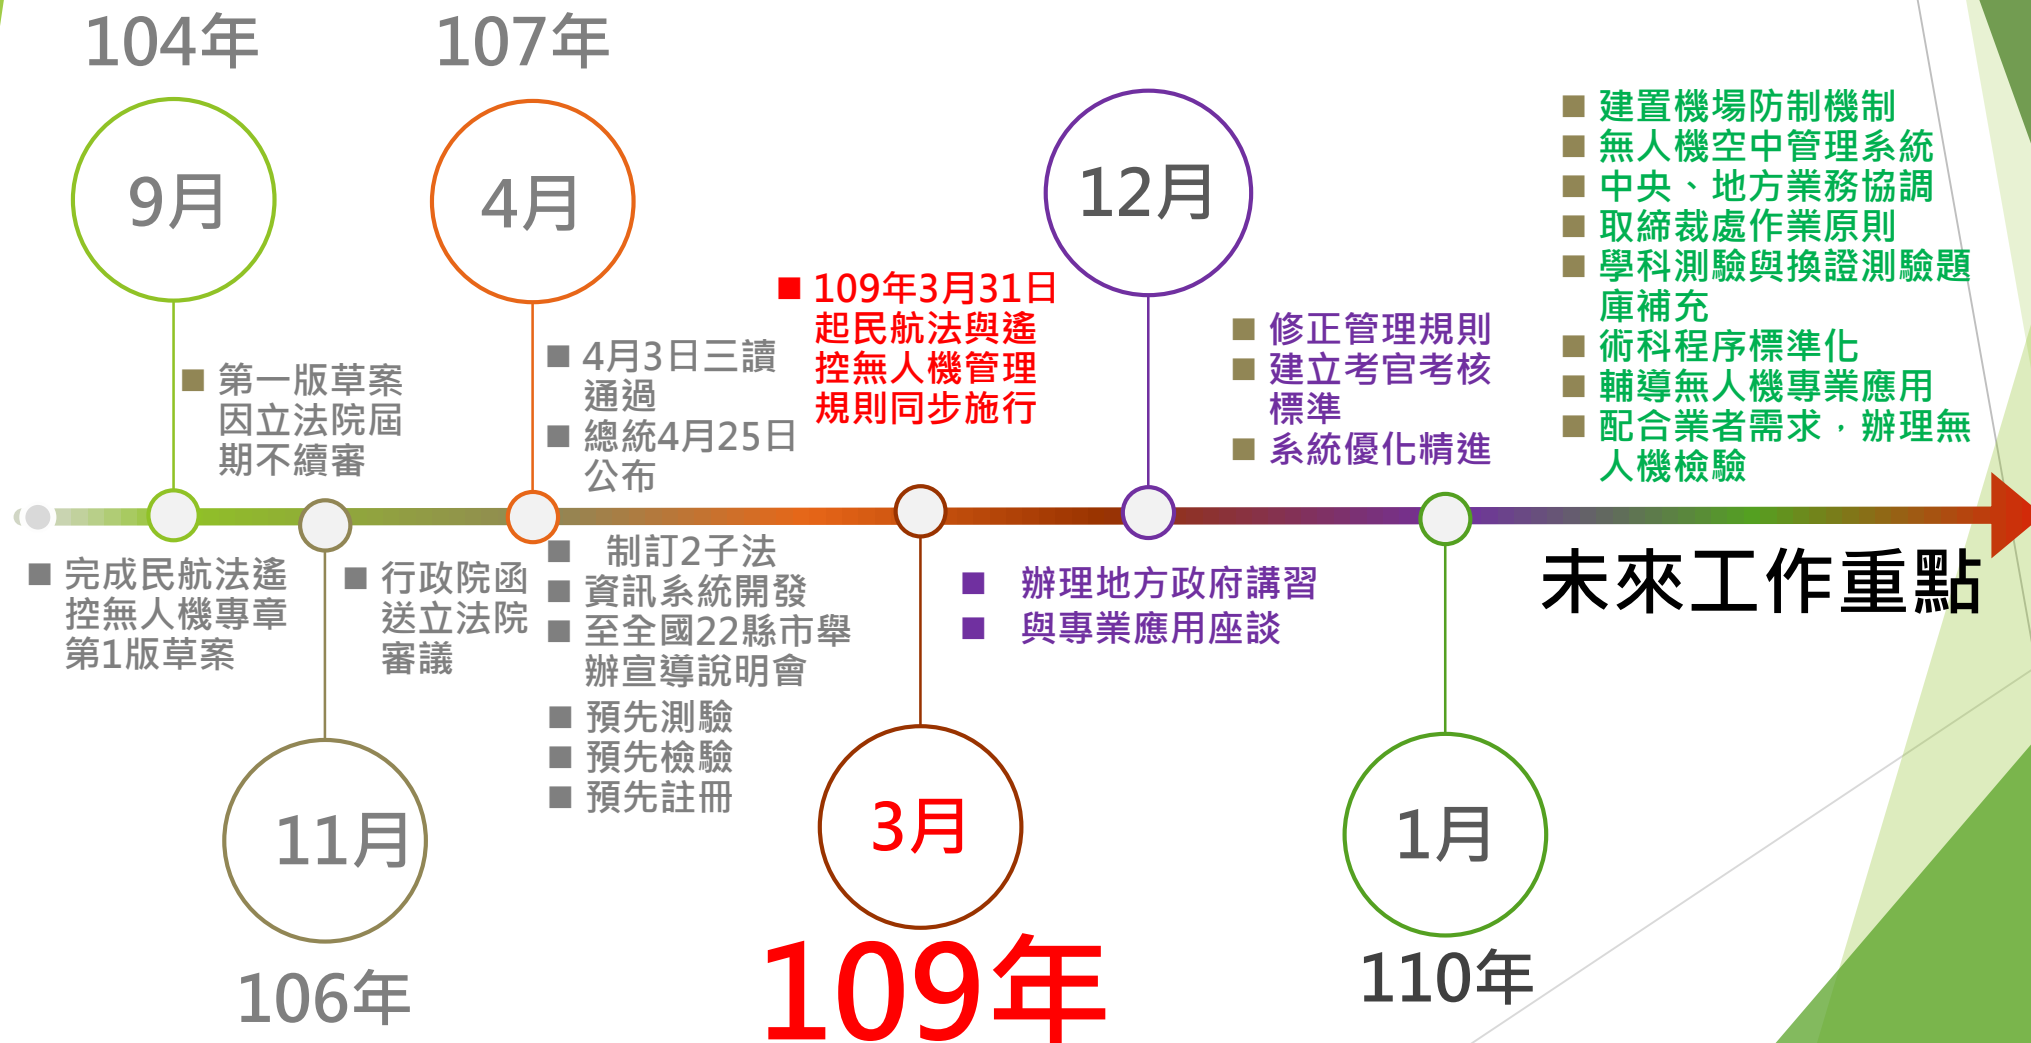 104年
9月
■ 完成民航法遙
控無人機專章
第1版草案
■ 第一版草案
因立法院屆
期不續審
11月
106年
■ 行政院函
送立法院
審議
107年
4月
■ 4月3日三讀
通過
■ 總統4月25日
公布
■ 制訂2子法
■ 資訊系統開發
■ 至全國22縣市舉
辦宣導說明會
■ 預先測驗
■ 預先檢驗
■ 預先註冊
■ 109年3月31日
起民航法與遙
控無人機管理
規則同步施行
3月
109年
■ 辦理地方政府講習
■ 與專業應用座談
12月
■ 修正管理規則
■ 建立考官考核
標準
■ 系統優化精進
1月
110年
■ 建置機場防制機制
■ 無人機空中管理系統
■ 中央、地方業務協調
■ 取締裁處作業原則
■ 學科測驗與換證測驗題
庫補充
■ 術科程序標準化
■ 輔導無人機專業應用
■ 配合業者需求，辦理無
人機檢驗
未來工作重點